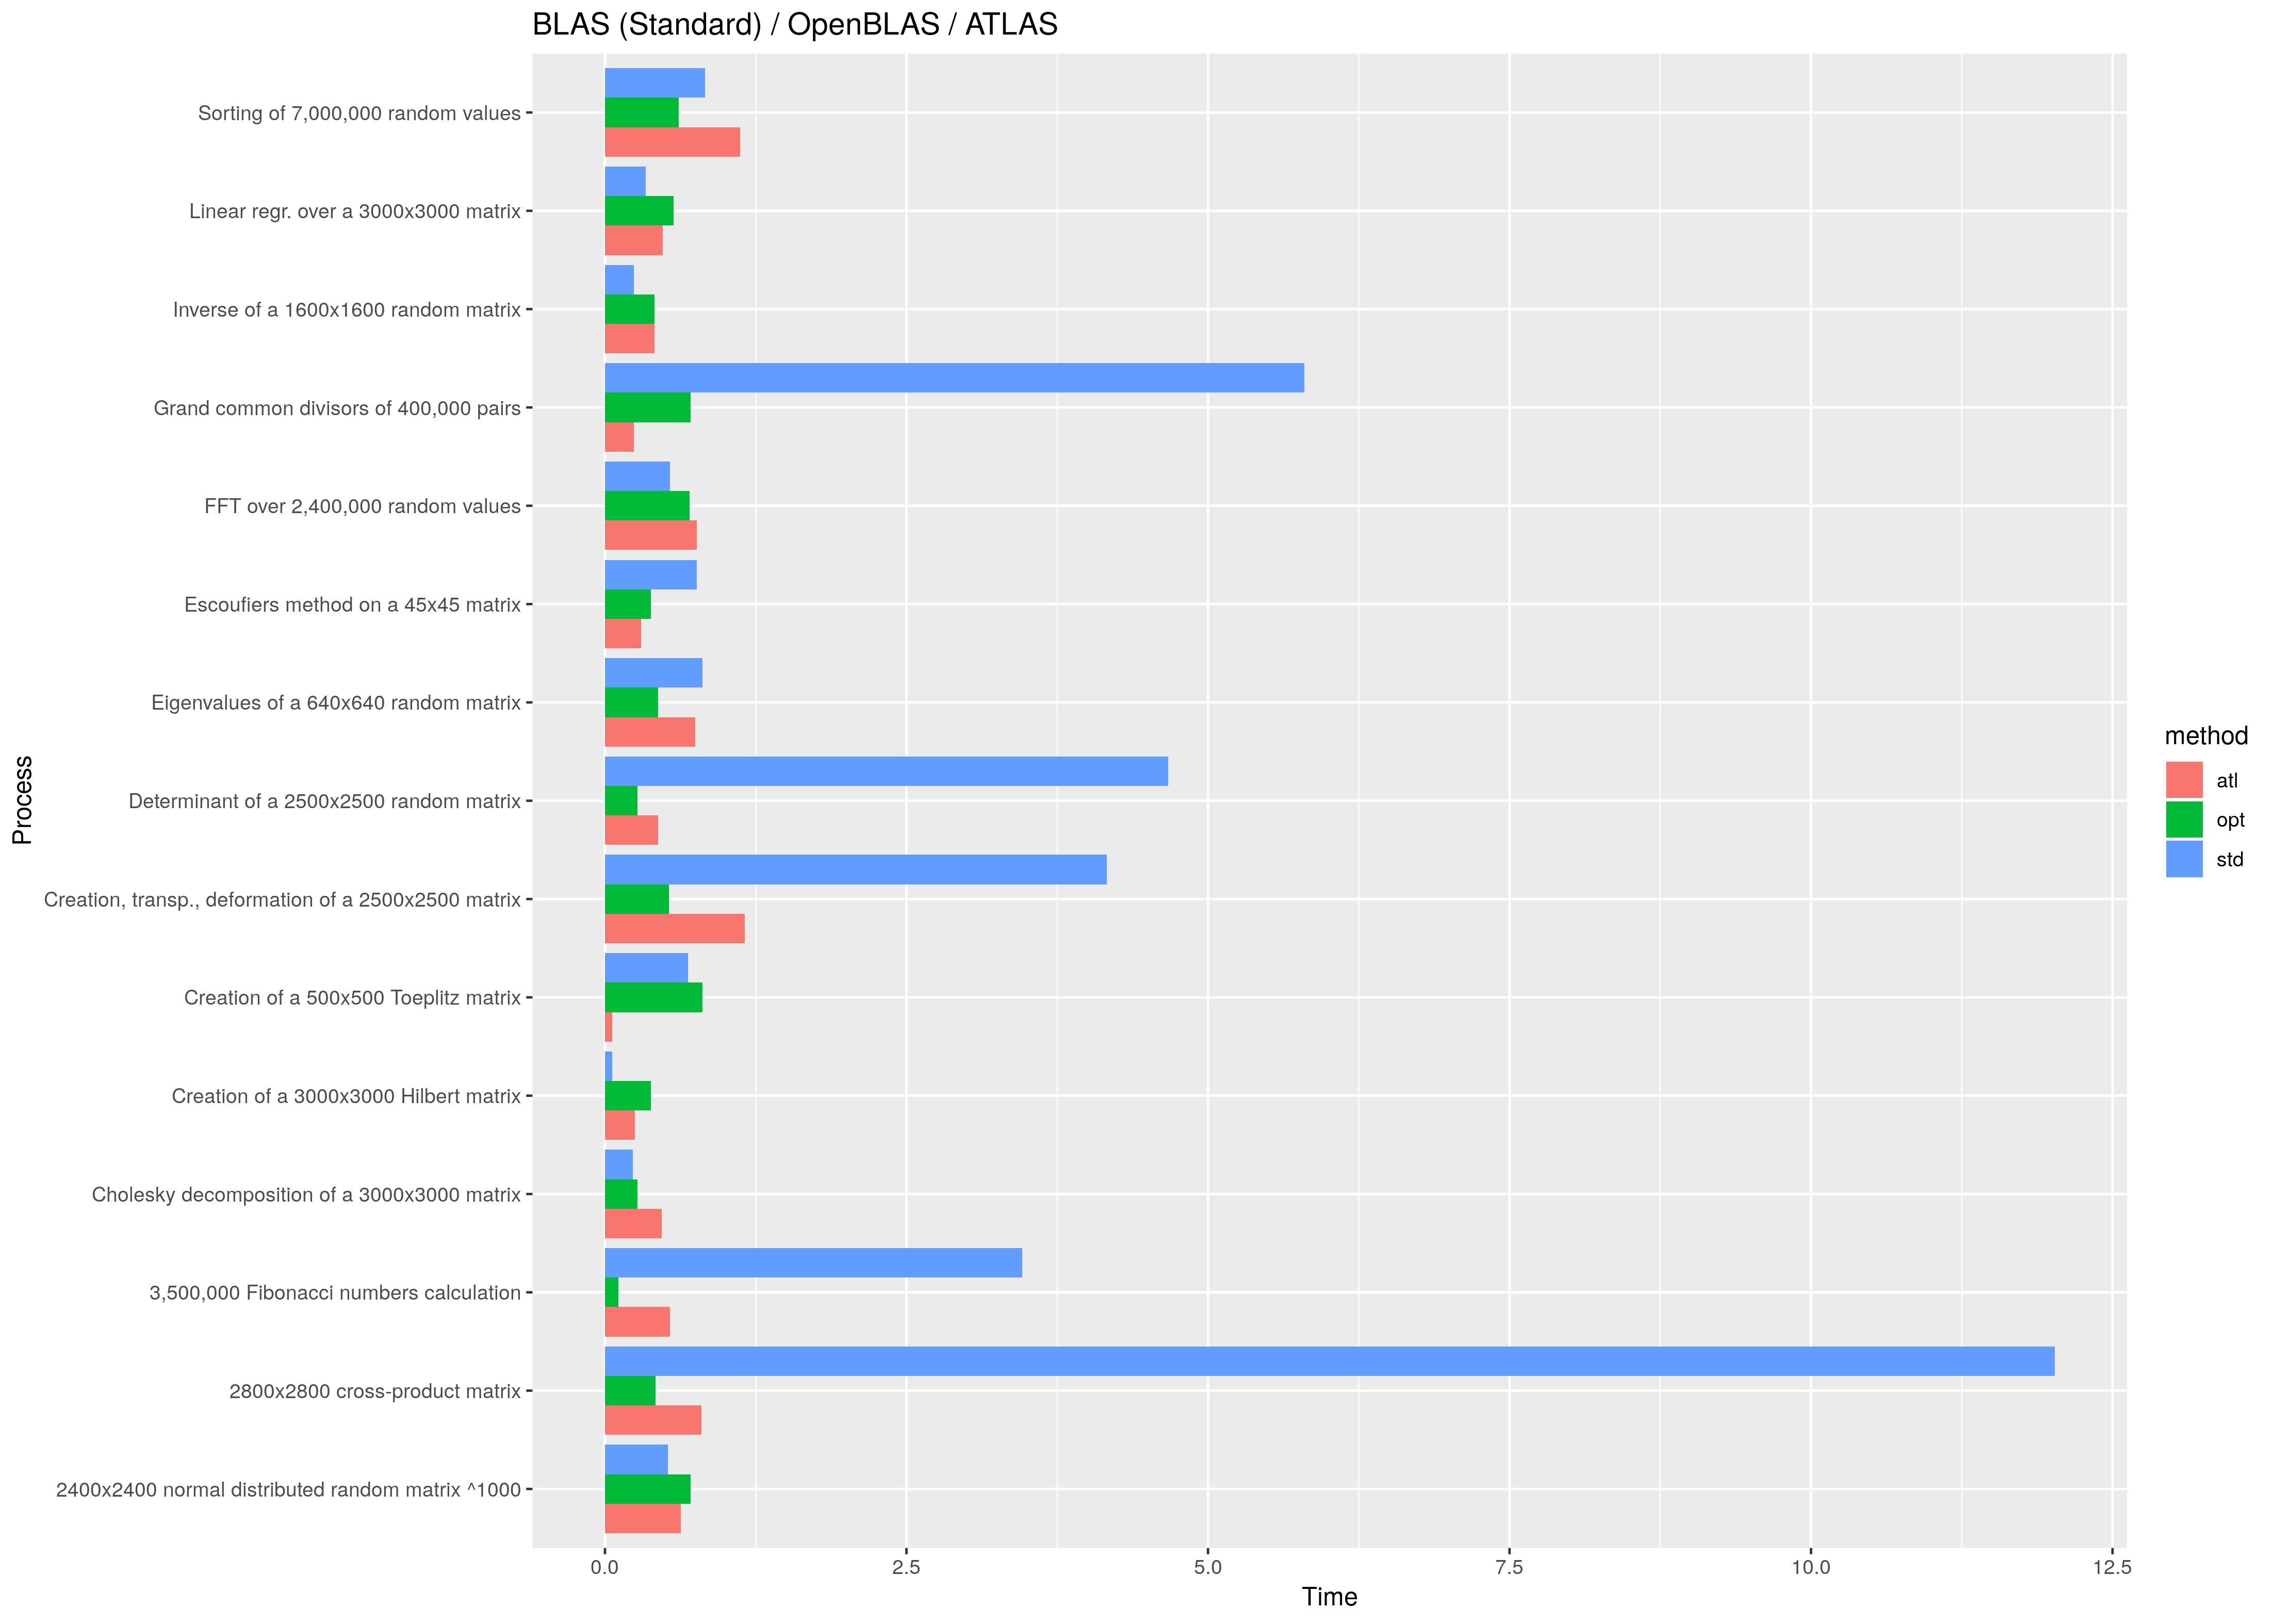 BLAS (Standard) / OpenBLAS / ATLAS
Sorting of 7,000,000 random values
Linear regr. over a 3000x3000 matrix
Inverse of a 1600x1600 random matrix
Grand common divisors of 400,000 pairs
FFT over 2,400,000 random values
Escoufiers method on a 45x45 matrix
Eigenvalues of a 640x640 random matrix
Determinant of a 2500x2500 random matrix
Creation, transp., deformation of a 2500x2500 matrix
Creation of a 500x500 Toeplitz matrix
Creation of a 3000x3000 Hilbert matrix
Cholesky decomposition of a 3000x3000 matrix
3,500,000 Fibonacci numbers calculation
2800x2800 cross-product matrix
2400x2400 normal distributed random matrix ^1000
Process
0.0 2.5 5.0 7.5 10.0 12.5
Time
method
atl
opt
std